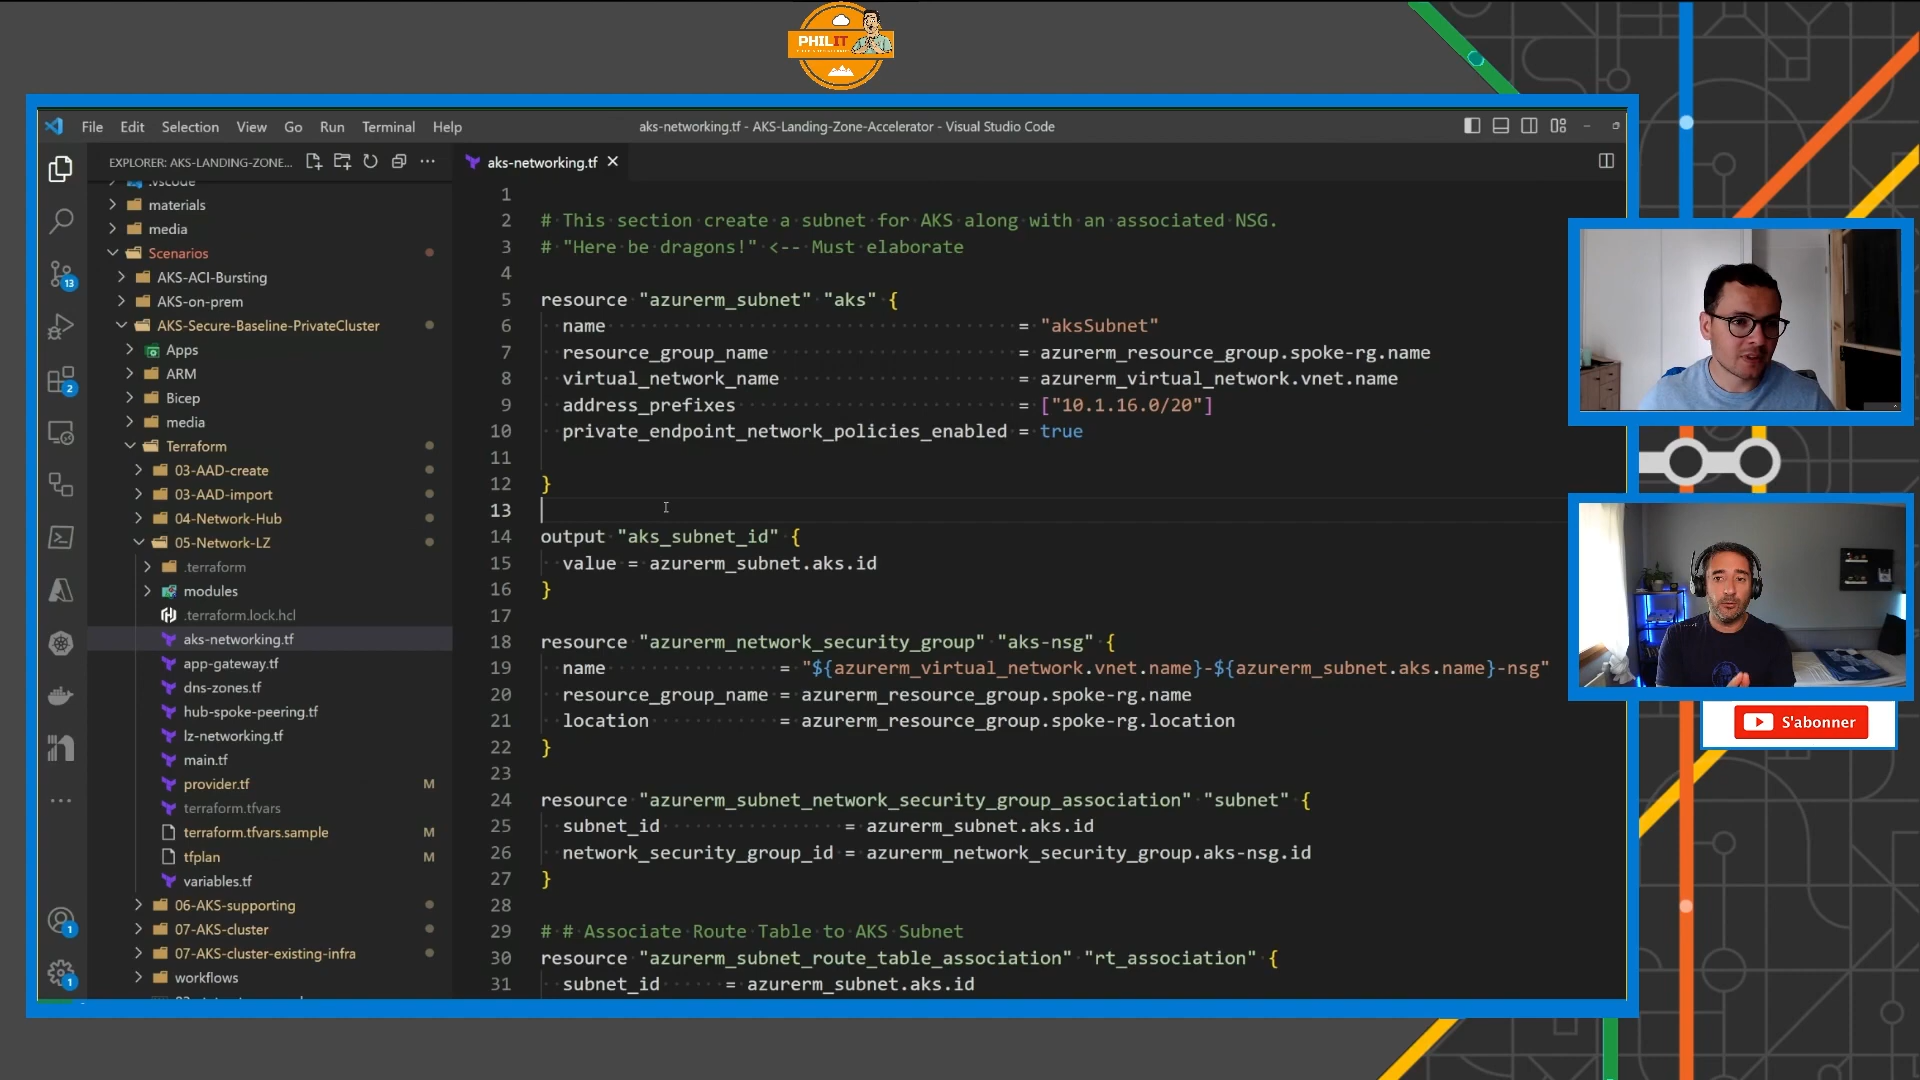 PHILIT
File Edit Selection View Go Run Terminal Help
aks-networking.tf - AKS-Landing-Zone-Accelerator - Visual Studio Code
EXPLORER: AKS-LANDING-ZONE...
.vscode
materials
media
Scenarios
AKS-ACI-Bursting
AKS-on-prem
AKS-Secure-Baseline-PrivateCluster
Apps
ARM
Bicep
media
Terraform
03-AAD-create
03-AAD-import
04-Network-Hub
05-Network-LZ
.terraform
modules
.terraform.lock.hcl
aks-networking.tf
app-gateway.tf
dns-zones.tf
hub-spoke-peering.tf
lz-networking.tf
main.tf
provider.tf M
terraform.tfvars
terraform.tfvars.sample M
tfplan M
variables.tf
06-AKS-supporting
07-AKS-cluster
07-AKS-cluster-existing-infra
workflows
13
2
1
1
aks-networking.tf
1
2 # This section create a subnet for AKS along with an associated NSG.
3 # "Here be dragons!" <-- Must elaborate
4
5 resource "azurerm_subnet" "aks" {
6 name = "aksSubnet"
7 resource_group_name = azurerm_resource_group.spoke-rg.name
8 virtual_network_name = azurerm_virtual_network.vnet.name
9 address_prefixes = ["10.1.16.0/20"]
10 private_endpoint_network_policies_enabled = true
11
12 }
13
14 output "aks_subnet_id" {
15 value = azurerm_subnet.aks.id
16 }
17
18 resource "azurerm_network_security_group" "aks-nsg" {
19 name = "${azurerm_virtual_network.vnet.name}-${azurerm_subnet.aks.name}-nsg"
20 resource_group_name = azurerm_resource_group.spoke-rg.name
21 location = azurerm_resource_group.spoke-rg.location
22 }
23
24 resource "azurerm_subnet_network_security_group_association" "subnet" {
25 subnet_id = azurerm_subnet.aks.id
26 network_security_group_id = azurerm_network_security_group.aks-nsg.id
27 }
28
29 # # Associate Route Table to AKS Subnet
30 resource "azurerm_subnet_route_table_association" "rt_association" {
31 subnet_id = azurerm_subnet.aks.id
S'abonner